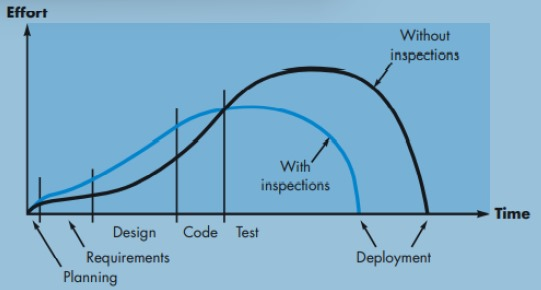 Effort
Without
inspections
With
inspections
Time
Design
Code
Test
Requirements
Planning
Deployment